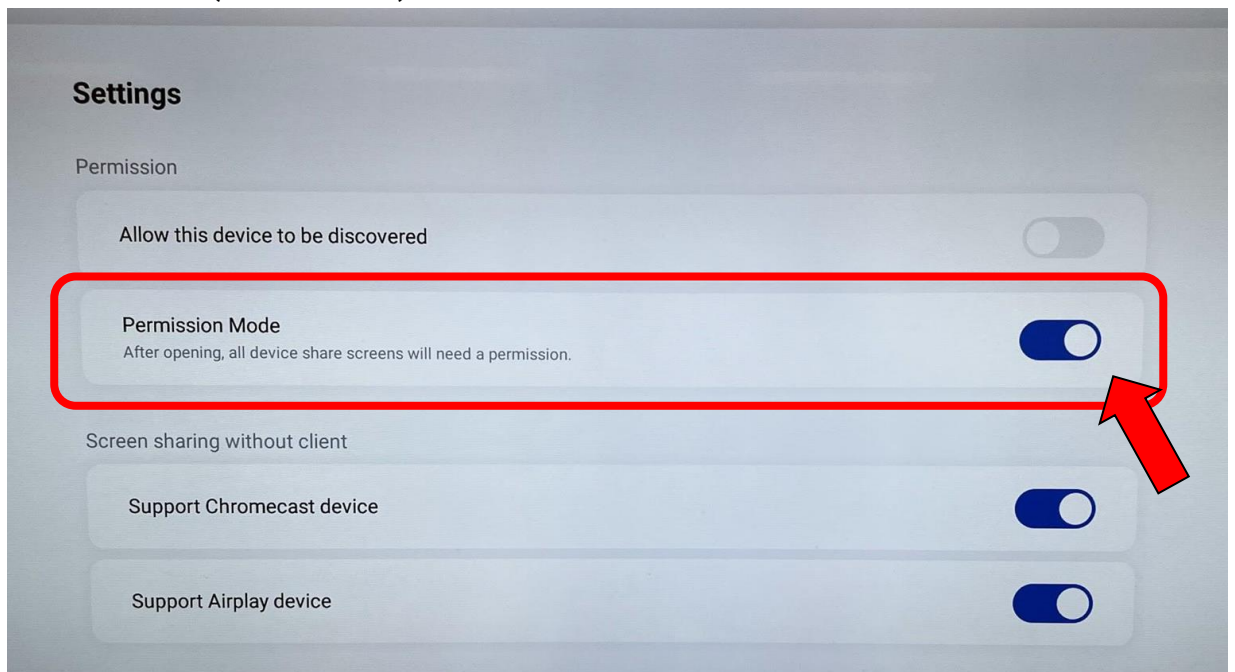 Settings
Permission
Allow this device to be discovered
Permission Mode
After opening, all device share screens will need a permission.
Screen sharing without client
Support Chromecast device
Support Airplay device